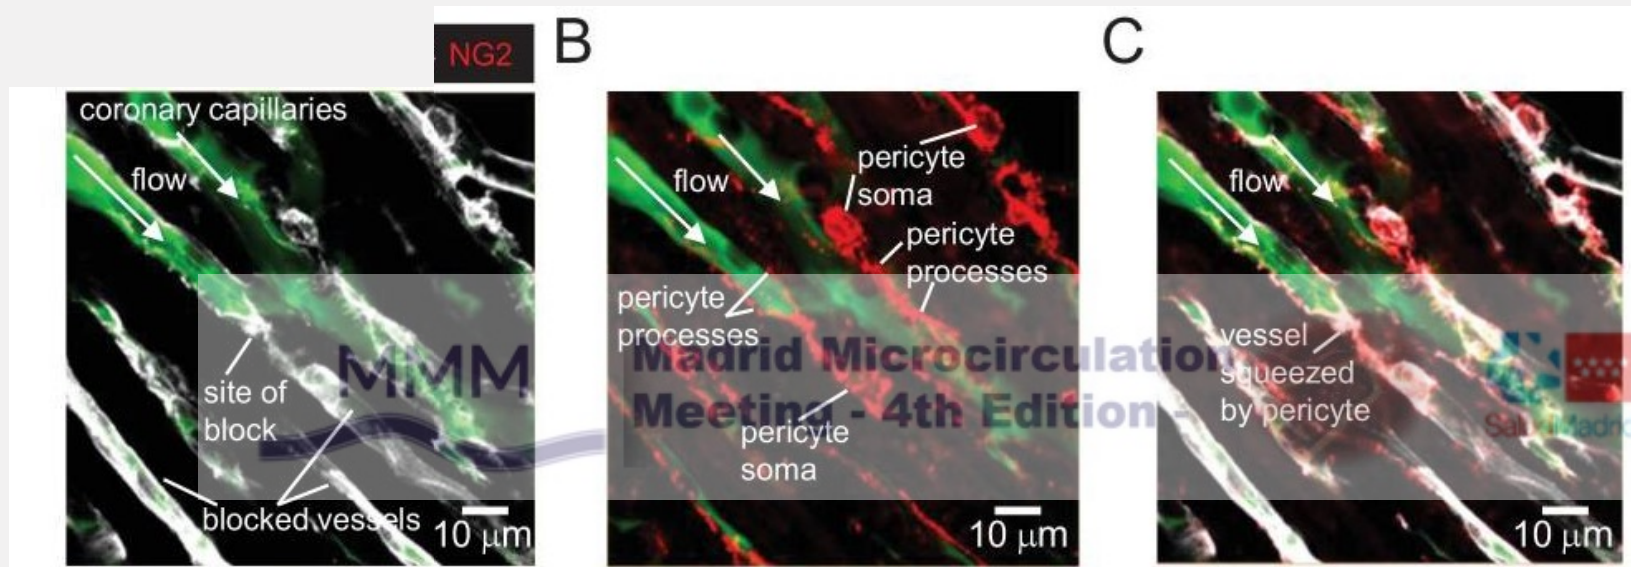 NG2
B
C
coronary capillaries
flow
site of
block
blocked vessels
10 μm
flow
pericyte
soma
pericyte
processes
pericyte
processes
pericyte
soma
10 μm
flow
vessel
squeezed
by pericyte
10 μm
MMM
Madrid Microcirculation
Meeting - 4th Edition -